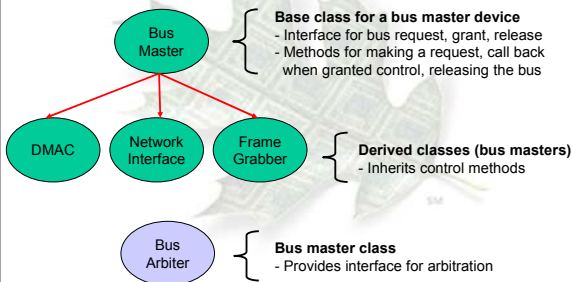 Bus
Master
Base class for a bus master device
- Interface for bus request, grant, release
- Methods for making a request, call back
when granted control, releasing the bus
DMAC
Network
Interface
Frame
Grabber
Derived classes (bus masters)
- Inherits control methods
SM
Bus
Arbiter
Bus master class
- Provides interface for arbitration